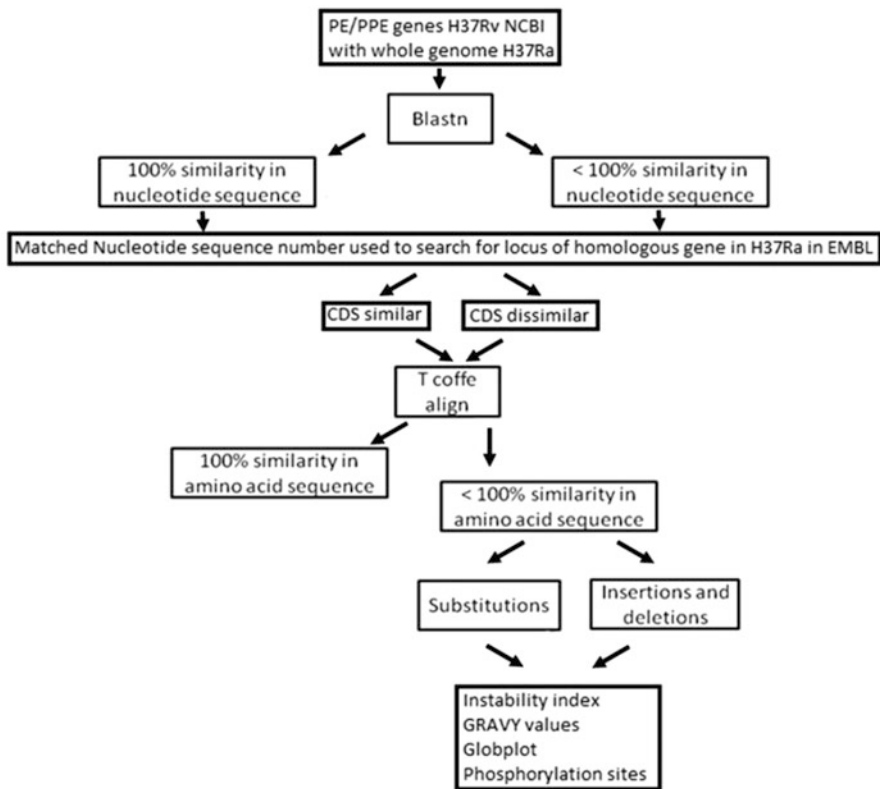 PE/PPE genes H37Rv NCBI
with whole genome H37Ra
Blastn
100% similarity in
nucleotide sequence
< 100% similarity in
nucleotide sequence
Matched Nucleotide sequence number used to search for locus of homologous gene in H37Ra in EMBL
CDS similar
CDS dissimilar
T coffe
align
100% similarity in
amino acid sequence
< 100% similarity in
amino acid sequence
Substitutions
Insertions and
deletions
Instability index
GRAVY values
Globplot
Phosphorylation sites